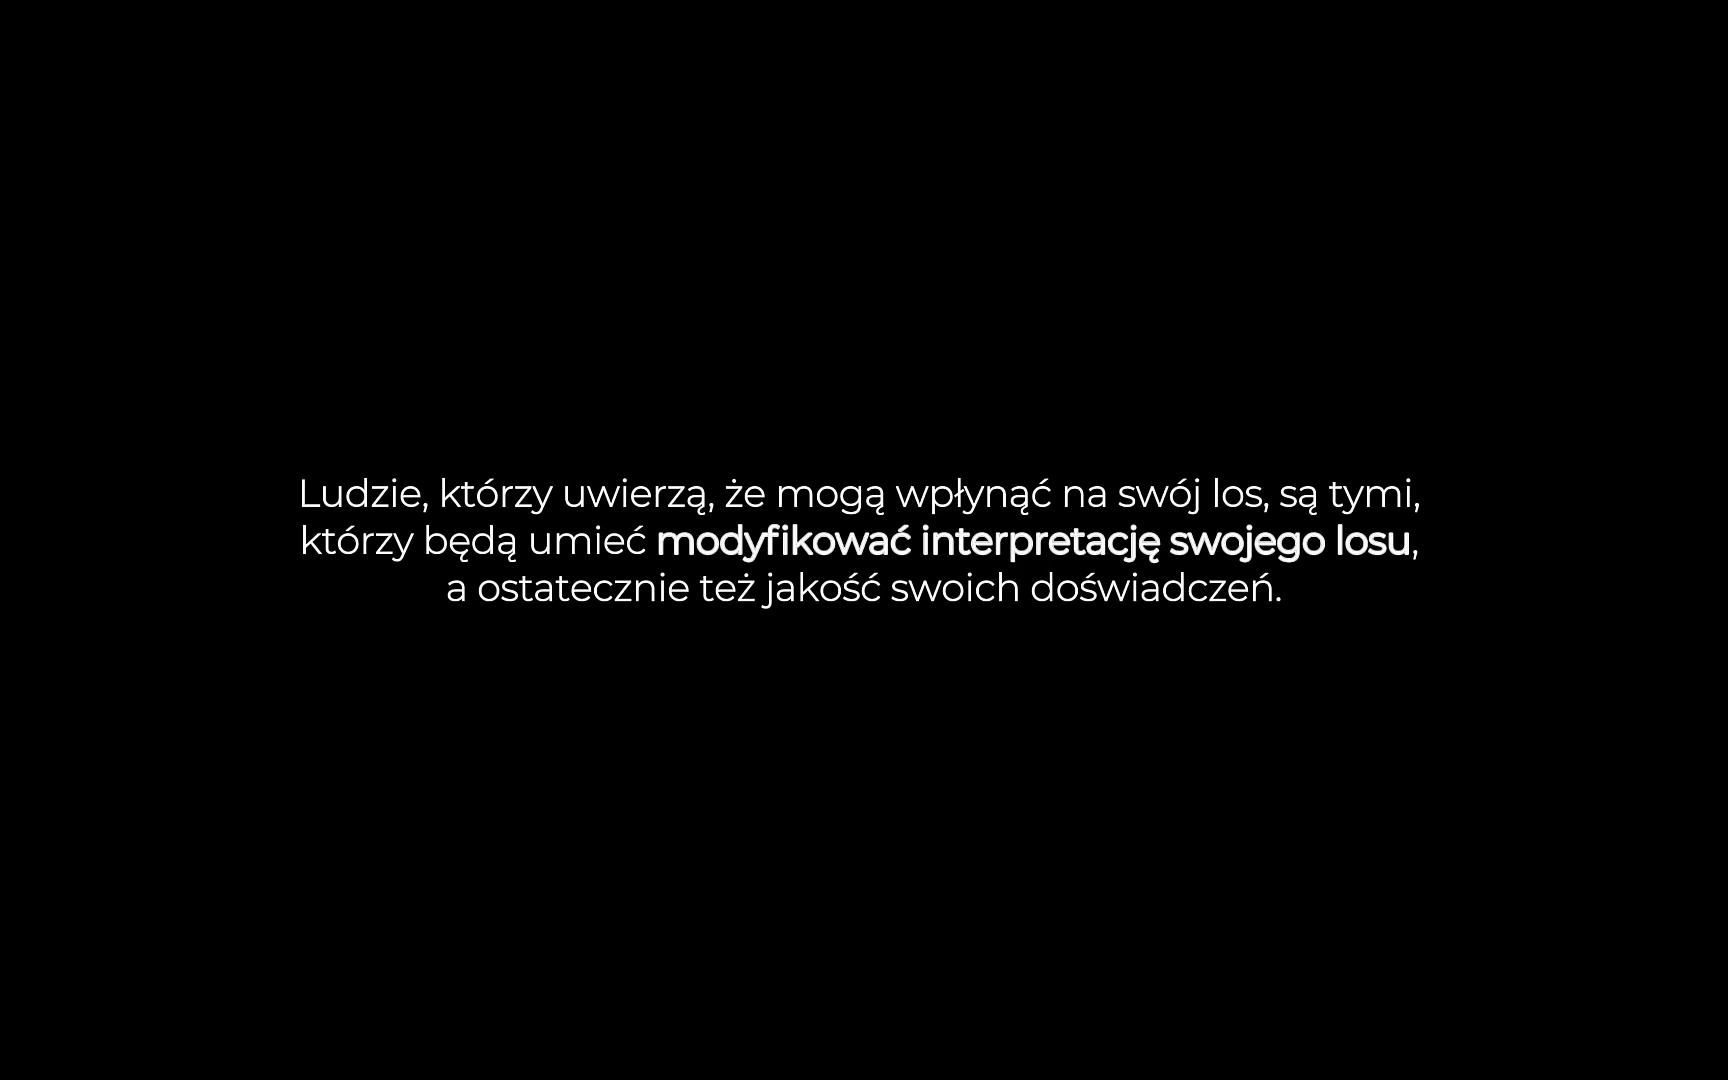 Ludzie, którzy uwierzą, że mogą wpłynąć na swój los, są tymi,
którzy będą umieć modyfikować interpretację swojego losu,
a ostatecznie też jakość swoich doświadczeń.